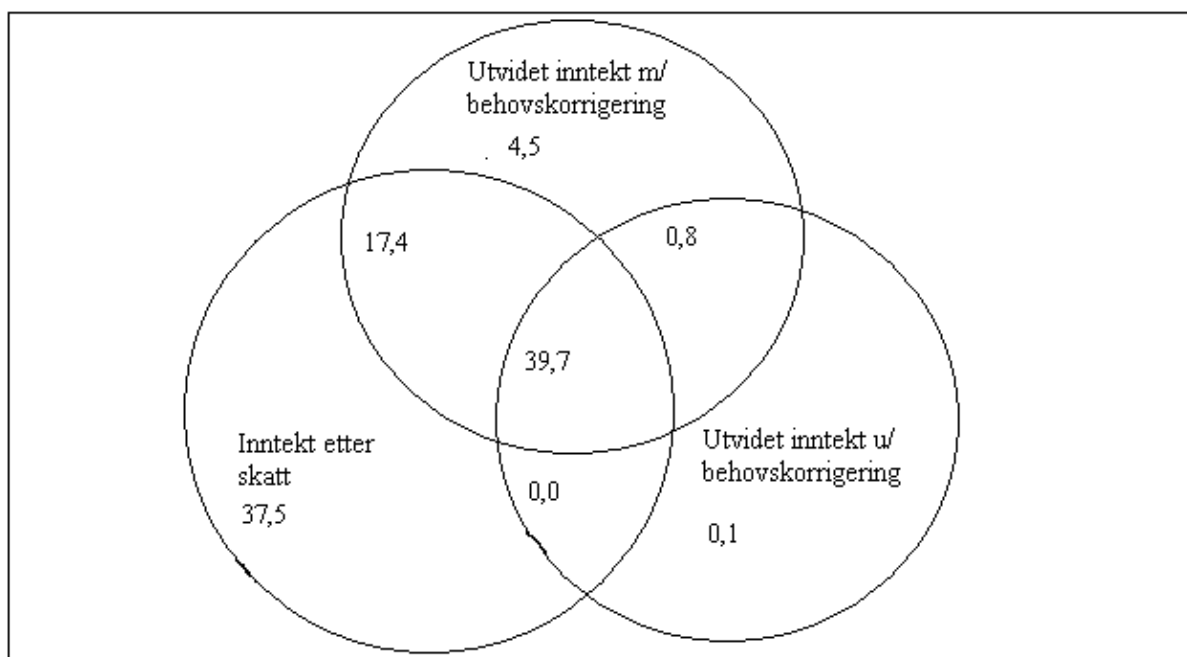 Utvidet inntekt m/
behovskorrigering
4,5
17,4
0,8
39,7
Inntekt etter
skatt
37,5
Utvidet inntekt u/
behovskorrigering
0,0
0,1